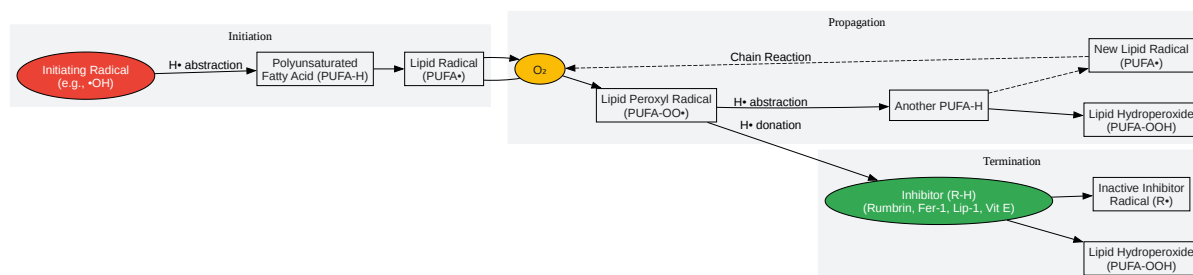 Initiation
Initiating Radical
(e.g., •OH)
H• abstraction
Polyunsaturated
Fatty Acid (PUFA-H)
Lipid Radical
(PUFA•)
Propagation
O₂
Chain Reaction
New Lipid Radical
(PUFA•)
Lipid Peroxyl Radical
(PUFA-OO•)
H• abstraction
Another PUFA-H
Lipid Hydroperoxide
(PUFA-OOH)
H• donation
Termination
Inhibitor (R-H)
(Rumbrin, Fer-1, Lip-1, Vit E)
Inactive Inhibitor
Radical (R•)
Lipid Hydroperoxide
(PUFA-OOH)